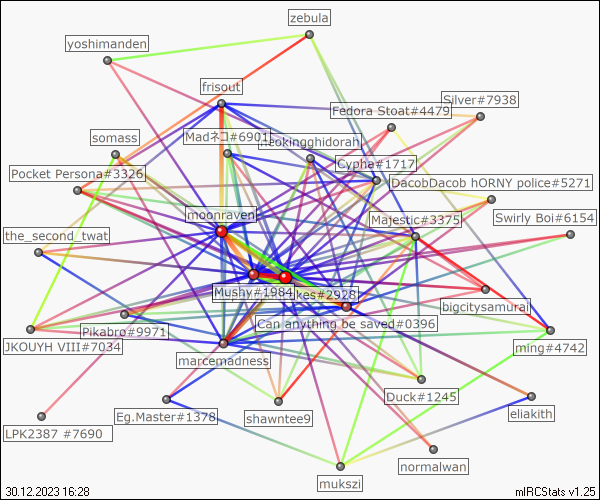 zebula
yoshimanden
frisout
Silver#7938
Fedora Stoat#4479
somass
Madネコ#6901
eokingghidorah
Cypha#1717
Pocket Persona#3326
DacobDacob hORNY police#5271
moonraven
Majestic#3375
Swirly Boi#6154
the_second_twat
Mushy#1984
kes#2928
bigcitysamurai
Can anything be saved#0396
Pikabro#9971
JKOUYH VIII#7034
ming#4742
marcemadness
Duck#1245
Eg.Master#1378
shawntee9
eliakith
LPK2387 #7690
normalwan
mukszi
30.12.2023 16:28
mIRCStats v1.25